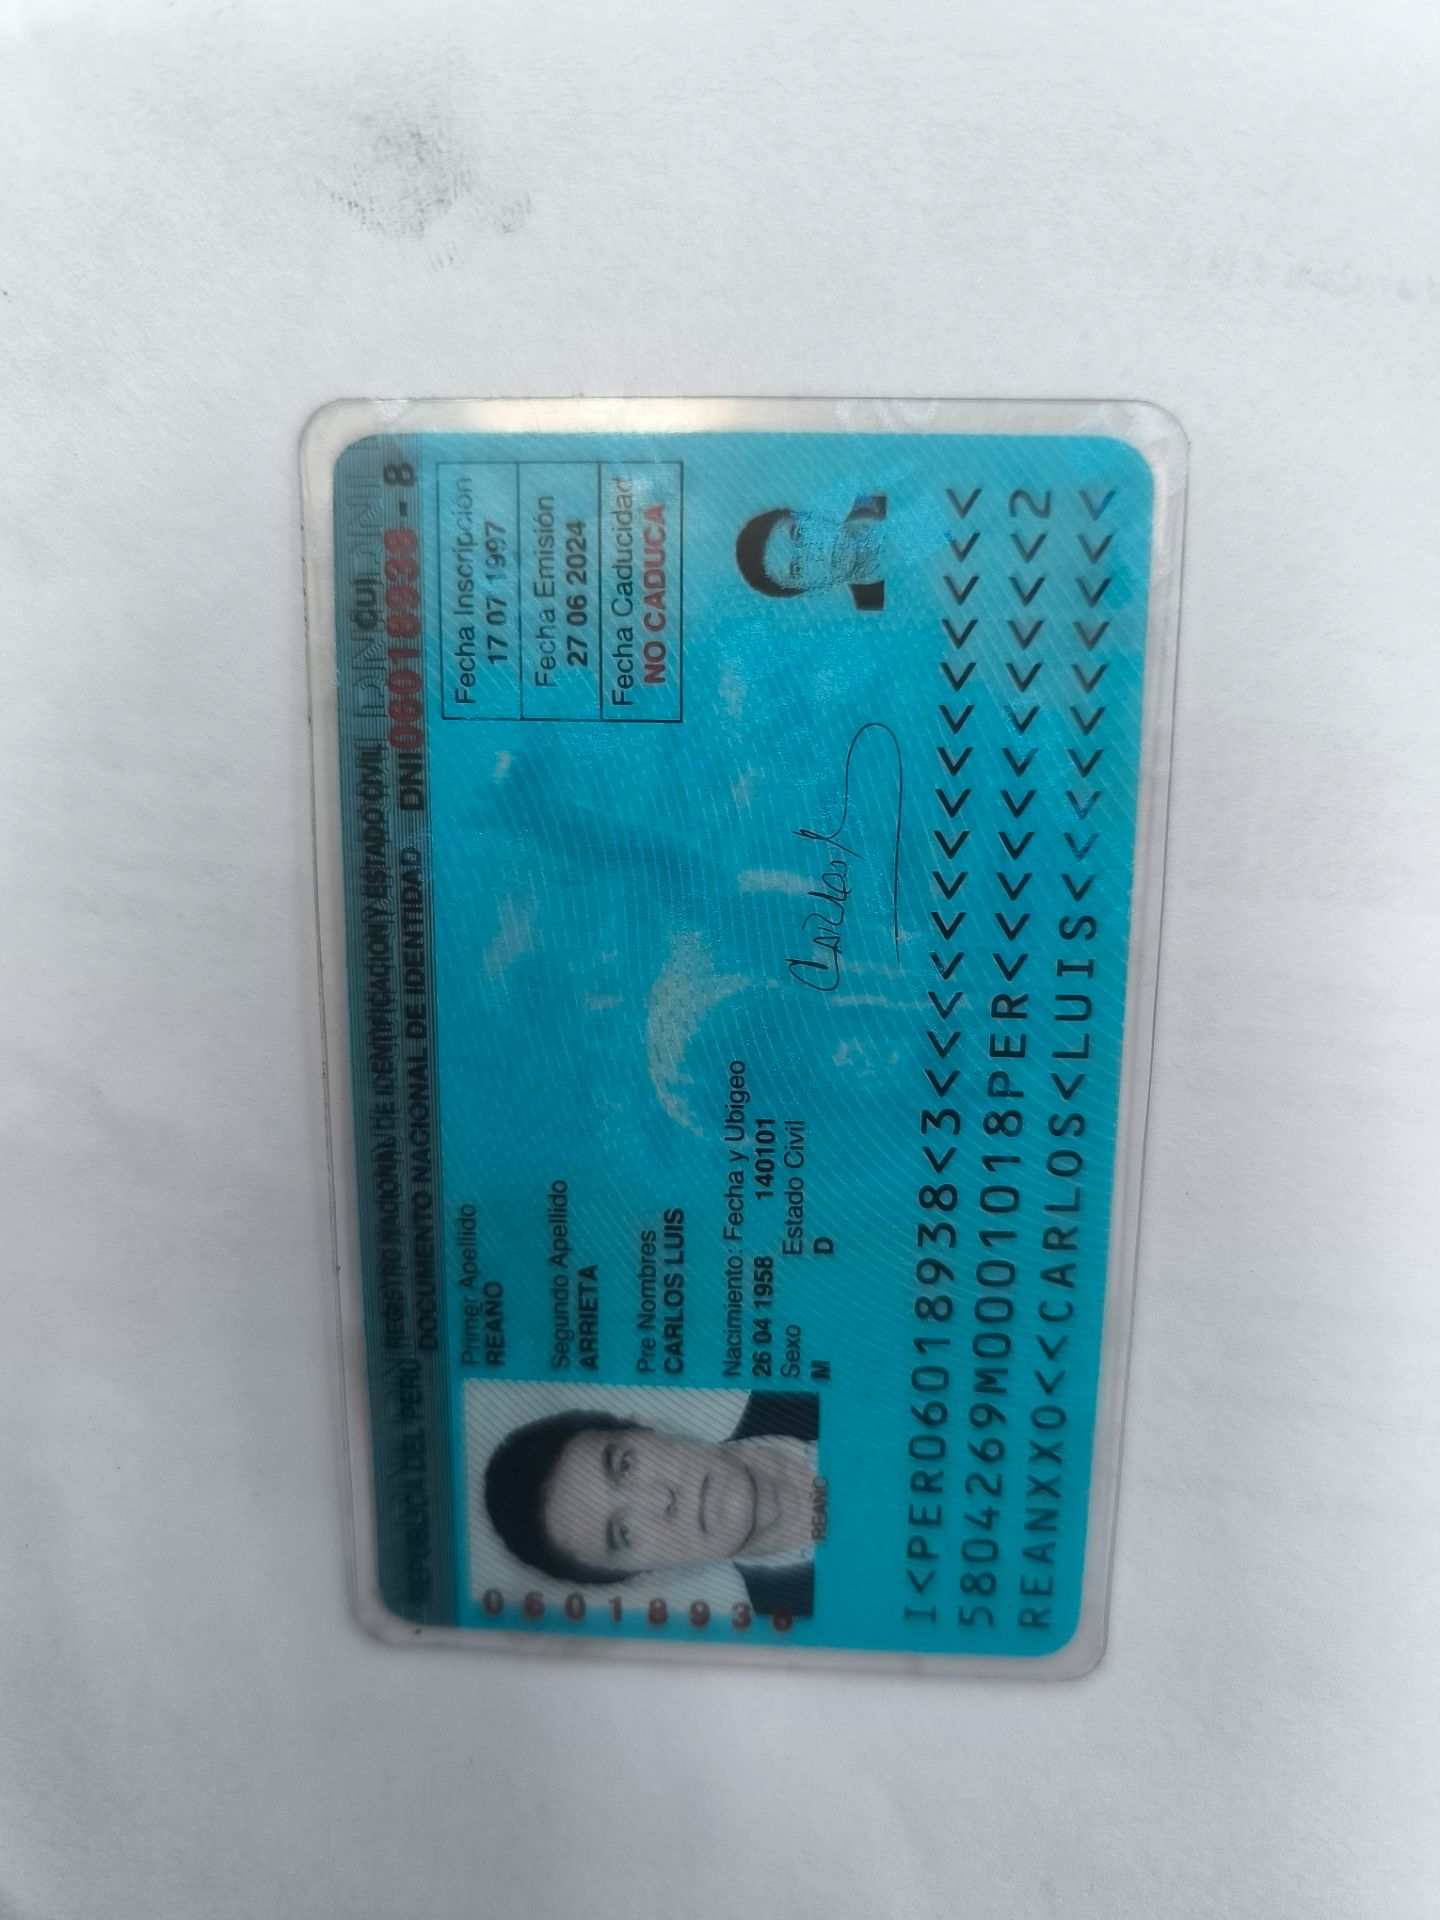 REPUBLICA DEL PERU REGISTRO NACIONAL DE IDENTIFICACION Y ESTADO CIVIL
DOCUMENTO NACIONAL DE IDENTIDAD DNI 06018938 - 8
CUI
Primer Apellido
REAÑO
Segundo Apellido
ARRIETA
Pre Nombres
CARLOS LUIS
Nacimiento: Fecha y Ubigeo
26 04 1958 140101
Sexo Estado Civil
M D
Fecha Inscripción
17 07 1997
Fecha Emisión
27 06 2024
Fecha Caducidad
NO CADUCA
06018938
REAÑO
I<PER06018938<3<<<<<<<<<<<<<<<
5804269M0001018PER<<<<<<<<<<<2
REANXXO<<CARLOS<LUIS<<<<<<<<<<